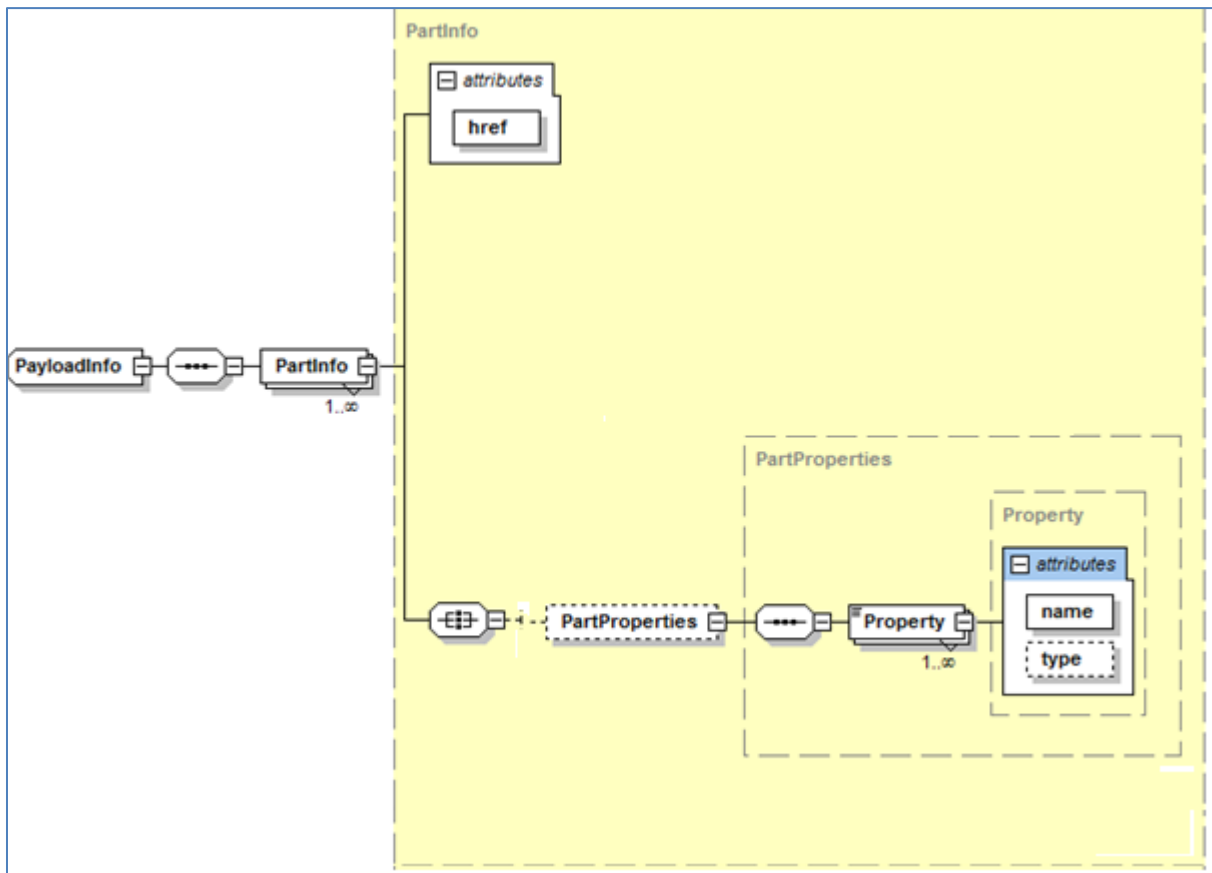 PartInfo
attributes
href
PayloadInfo
PartInfo
1..∞
PartProperties
Property
attributes
PartProperties
Property
name
type
1..∞